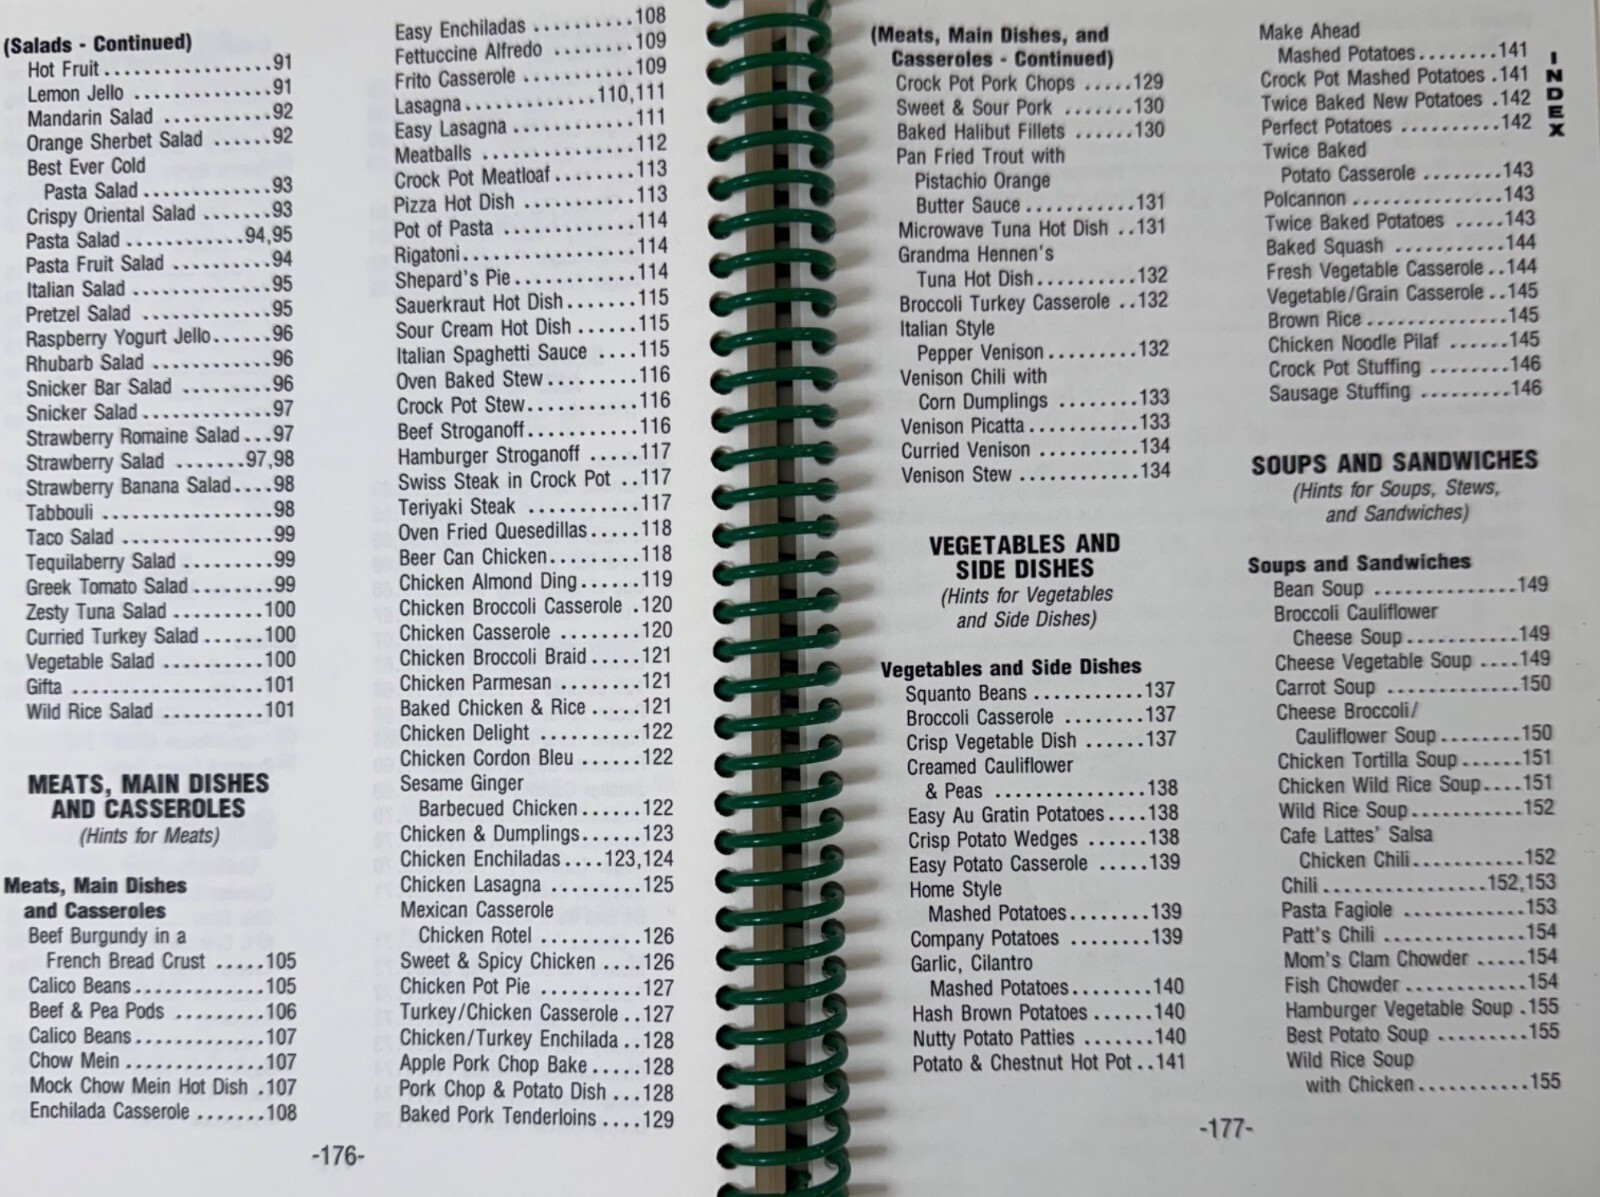 (Salads - Continued)
Hot Fruit................91
Lemon Jello .............91
Mandarin Salad ..........92
Orange Sherbet Salad ......92
Best Ever Cold
Pasta Salad............93
Crispy Oriental Salad .......93
Pasta Salad ...........94,95
Pasta Fruit Salad .........94
Italian Salad .............95
Pretzel Salad .............95
Raspberry Yogurt Jello......96
Rhubarb Salad ...........96
Snicker Bar Salad .........96
Snicker Salad.............97
Strawberry Romaine Salad...97
Strawberry Salad .......97,98
Strawberry Banana Salad....98
Tabbouli ................98
Taco Salad ..............99
Tequilaberry Salad ........99
Greek Tomato Salad........99
Zesty Tuna Salad .........100
Curried Turkey Salad ......100
Vegetable Salad ..........100
Gifta ...................101
Wild Rice Salad ..........101
MEATS, MAIN DISHES
AND CASSEROLES
(Hints for Meats)
Meats, Main Dishes
and Casseroles
Beef Burgundy in a
French Bread Crust .....105
Calico Beans.............105
Beef & Pea Pods .........106
Calico Beans.............107
Chow Mein ..............107
Mock Chow Mein Hot Dish .107
Enchilada Casserole .......108
Easy Enchiladas ..........108
Fettuccine Alfredo ........109
Frito Casserole ...........109
Lasagna.............110,111
Easy Lasagna ............111
Meatballs ...............112
Crock Pot Meatloaf........113
Pizza Hot Dish ...........113
Pot of Pasta .............114
Rigatoni.................114
Shepard's Pie............114
Sauerkraut Hot Dish.......115
Sour Cream Hot Dish ......115
Italian Spaghetti Sauce ....115
Oven Baked Stew.........116
Crock Pot Stew...........116
Beef Stroganoff...........116
Hamburger Stroganoff .....117
Swiss Steak in Crock Pot ..117
Teriyaki Steak ...........117
Oven Fried Quesedillas.....118
Beer Can Chicken.........118
Chicken Almond Ding......119
Chicken Broccoli Casserole .120
Chicken Casserole ........120
Chicken Broccoli Braid .....121
Chicken Parmesan ........121
Baked Chicken & Rice .....121
Chicken Delight ..........122
Chicken Cordon Bleu ......122
Sesame Ginger
Barbecued Chicken ......122
Chicken & Dumplings......123
Chicken Enchiladas....123,124
Chicken Lasagna .........125
Mexican Casserole
Chicken Rotel ..........126
Sweet & Spicy Chicken ....126
Chicken Pot Pie ..........127
Turkey/Chicken Casserole ..127
Chicken/Turkey Enchilada ..128
Apple Pork Chop Bake .....128
Pork Chop & Potato Dish ...128
Baked Pork Tenderloins ....129
-176-
(Meats, Main Dishes, and
Casseroles - Continued)
Crock Pot Pork Chops .....129
Sweet & Sour Pork ........130
Baked Halibut Fillets ......130
Pan Fried Trout with
Pistachio Orange
Butter Sauce...........131
Microwave Tuna Hot Dish ..131
Grandma Hennen's
Tuna Hot Dish..........132
Broccoli Turkey Casserole ..132
Italian Style
Pepper Venison.........132
Venison Chili with
Corn Dumplings ........133
Venison Picatta...........133
Curried Venison ..........134
Venison Stew ............134
VEGETABLES AND
SIDE DISHES
(Hints for Vegetables
and Side Dishes)
Vegetables and Side Dishes
Squanto Beans ...........137
Broccoli Casserole ........137
Crisp Vegetable Dish ......137
Creamed Cauliflower
& Peas ...............138
Easy Au Gratin Potatoes....138
Crisp Potato Wedges ......138
Easy Potato Casserole .....139
Home Style
Mashed Potatoes........139
Company Potatoes ........139
Garlic, Cilantro
Mashed Potatoes........140
Hash Brown Potatoes ......140
Nutty Potato Patties .......140
Potato & Chestnut Hot Pot..141
Make Ahead
Mashed Potatoes........141
Crock Pot Mashed Potatoes .141
Twice Baked New Potatoes .142
Perfect Potatoes ..........142
Twice Baked
Potato Casserole ........143
Polcannon ...............143
Twice Baked Potatoes .....143
Baked Squash ...........144
Fresh Vegetable Casserole..144
Vegetable/Grain Casserole..145
Brown Rice..............145
Chicken Noodle Pilaf ......145
Crock Pot Stuffing ........146
Sausage Stuffing .........146
SOUPS AND SANDWICHES
(Hints for Soups, Stews,
and Sandwiches)
Soups and Sandwiches
Bean Soup ..............149
Broccoli Cauliflower
Cheese Soup...........149
Cheese Vegetable Soup ....149
Carrot Soup .............150
Cheese Broccoli/
Cauliflower Soup........150
Chicken Tortilla Soup......151
Chicken Wild Rice Soup....151
Wild Rice Soup...........152
Cafe Lattes' Salsa
Chicken Chili...........152
Chili................152,153
Pasta Fagiole ............153
Patt's Chili ..............154
Mom's Clam Chowder .....154
Fish Chowder ............154
Hamburger Vegetable Soup .155
Best Potato Soup .........155
Wild Rice Soup
with Chicken...........155
-177-
INDEX